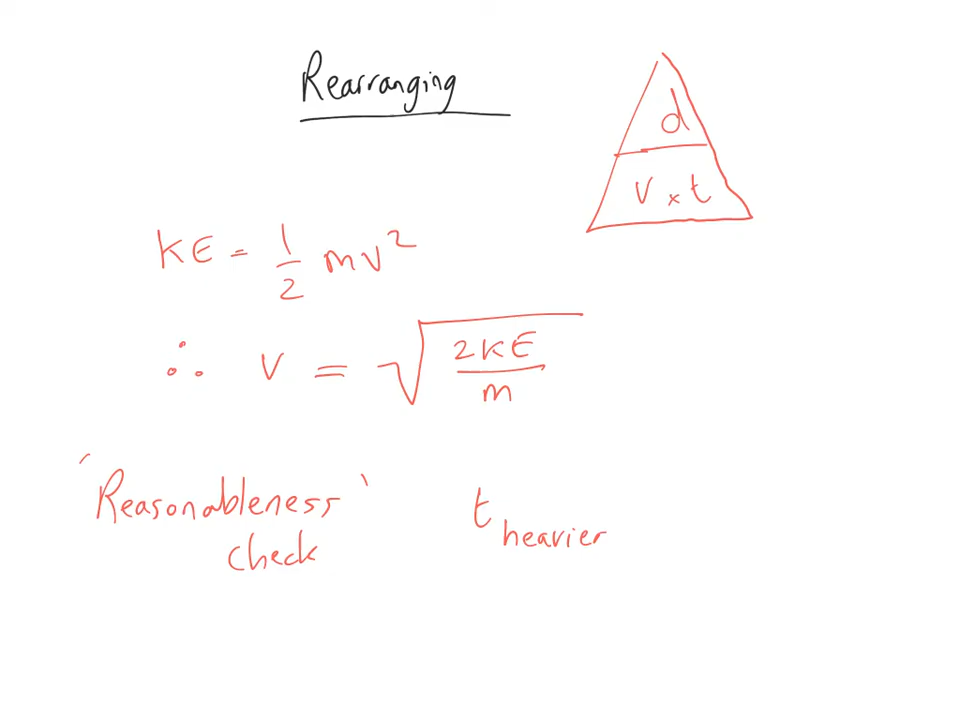 Rearranging
d
v × t
KE = 1/2 mv²
∴ v = √(2KE/m)
'Reasonableness'
check
t heavier